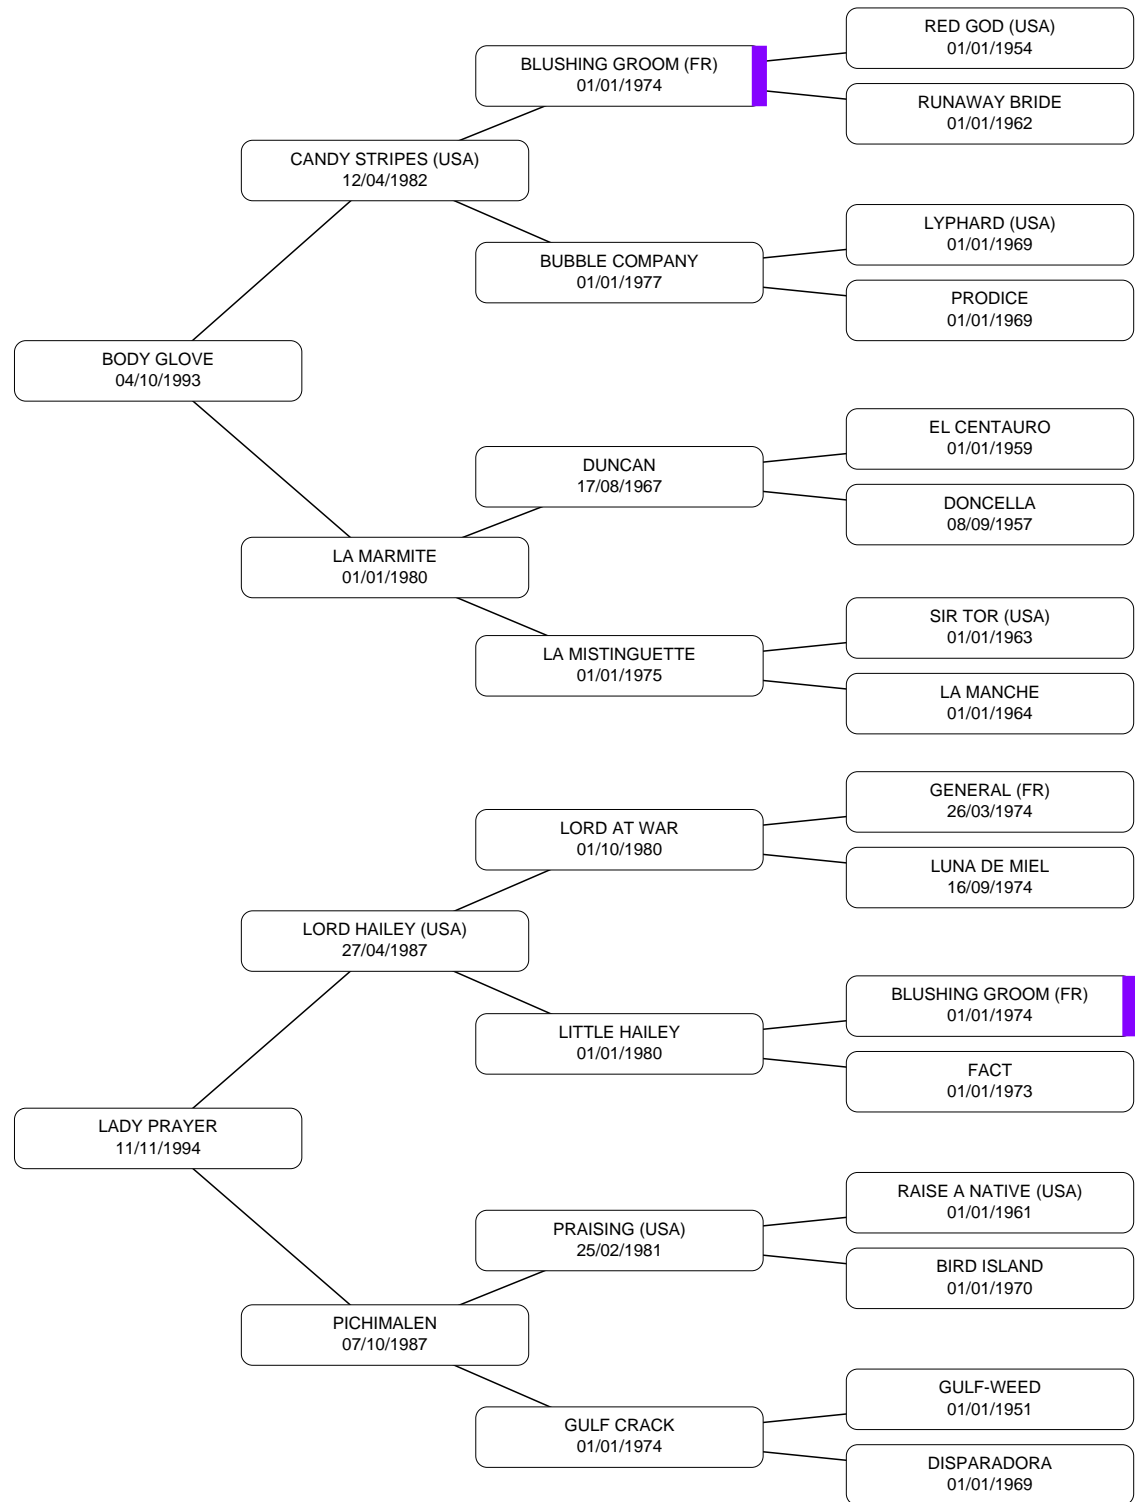 RED GOD (USA)
01/01/1954
BLUSHING GROOM (FR)
01/01/1974
RUNAWAY BRIDE
01/01/1962
CANDY STRIPES (USA)
12/04/1982
LYPHARD (USA)
01/01/1969
BUBBLE COMPANY
01/01/1977
PRODICE
01/01/1969
BODY GLOVE
04/10/1993
EL CENTAURO
01/01/1959
DUNCAN
17/08/1967
DONCELLA
08/09/1957
LA MARMITE
01/01/1980
SIR TOR (USA)
01/01/1963
LA MISTINGUETTE
01/01/1975
LA MANCHE
01/01/1964
GENERAL (FR)
26/03/1974
LORD AT WAR
01/10/1980
LUNA DE MIEL
16/09/1974
LORD HAILEY (USA)
27/04/1987
BLUSHING GROOM (FR)
01/01/1974
LITTLE HAILEY
01/01/1980
FACT
01/01/1973
LADY PRAYER
11/11/1994
RAISE A NATIVE (USA)
01/01/1961
PRAISING (USA)
25/02/1981
BIRD ISLAND
01/01/1970
PICHIMALEN
07/10/1987
GULF-WEED
01/01/1951
GULF CRACK
01/01/1974
DISPARADORA
01/01/1969